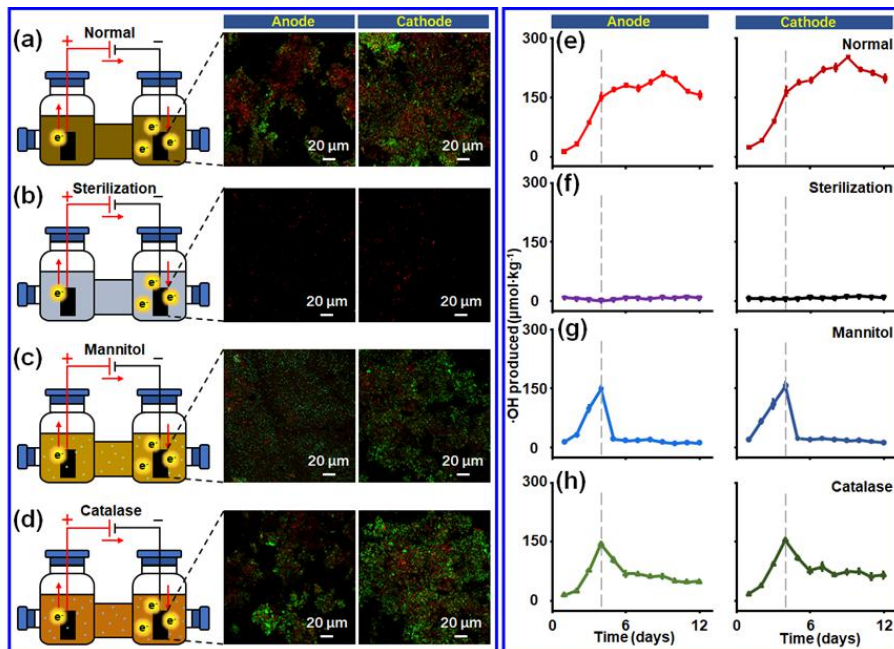 Anode Cathode
(a) Normal
+ −
e- e- e- e-
20 µm 20 µm
(b) Sterilization
+ −
e- e- e- e-
20 µm 20 µm
(c) Mannitol
+ −
e- e- e- e-
20 µm 20 µm
(d) Catalase
+ −
e- e- e- e-
20 µm 20 µm
Anode Cathode
·OH produced (µmol·kg-1)
(e) Normal
300
150
0
(f) Sterilization
300
150
0
(g) Mannitol
150
0
(h) Catalase
300
150
0
0 6 12 0 6 12
Time (days) Time (days)